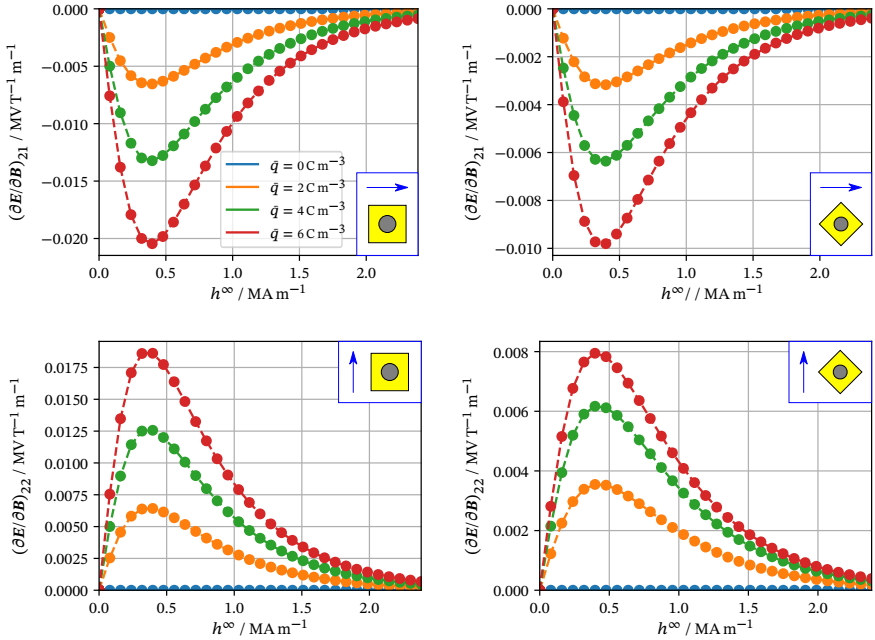 0.000
−0.005
−0.010
−0.015
−0.020
(∂E/∂B)₂₁ / MV T⁻¹ m⁻¹
q̄ = 0 C m⁻³
q̄ = 2 C m⁻³
q̄ = 4 C m⁻³
q̄ = 6 C m⁻³
0.0 0.5 1.0 1.5 2.0
h∞ / MA m⁻¹
0.000
−0.002
−0.004
−0.006
−0.008
−0.010
(∂E/∂B)₂₁ / MV T⁻¹ m⁻¹
0.0 0.5 1.0 1.5 2.0
h∞ / / MA m⁻¹
0.0175
0.0150
0.0125
0.0100
0.0075
0.0050
0.0025
0.0000
(∂E/∂B)₂₂ / MV T⁻¹ m⁻¹
0.0 0.5 1.0 1.5 2.0
h∞ / MA m⁻¹
0.008
0.006
0.004
0.002
0.000
(∂E/∂B)₂₂ / MV T⁻¹ m⁻¹
0.0 0.5 1.0 1.5 2.0
h∞ / MA m⁻¹